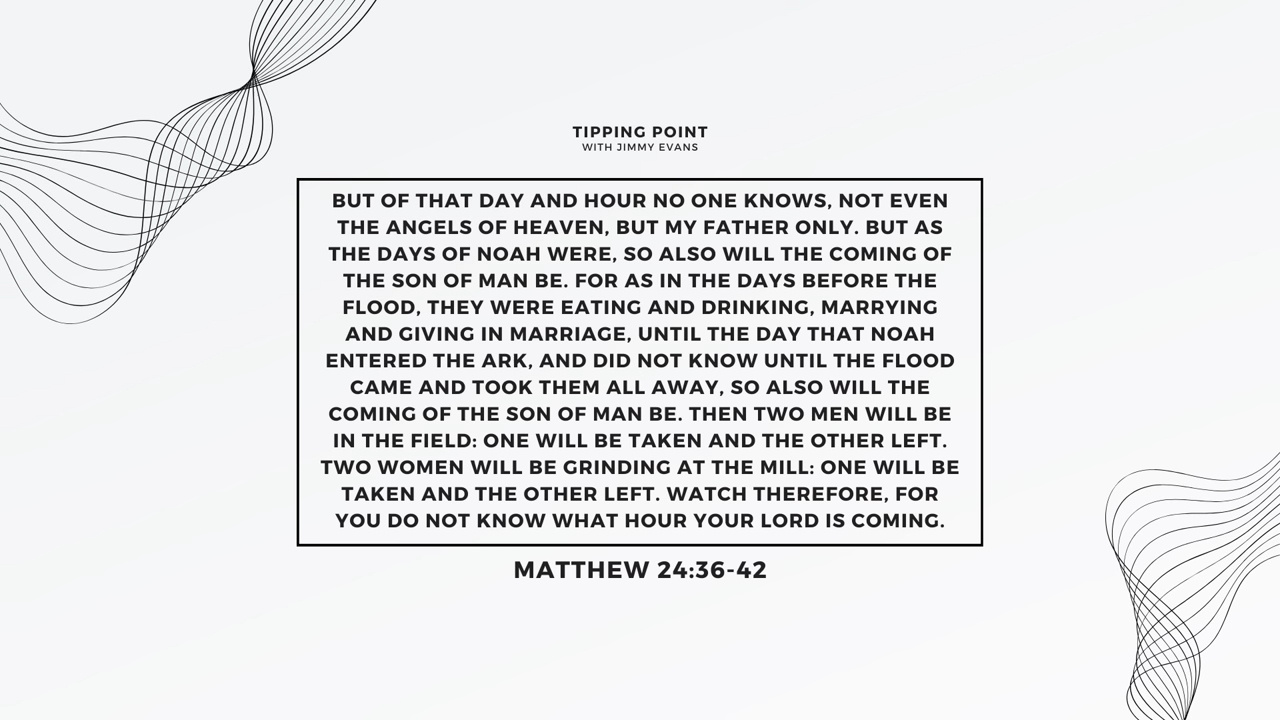 TIPPING POINT
WITH JIMMY EVANS
BUT OF THAT DAY AND HOUR NO ONE KNOWS, NOT EVEN
THE ANGELS OF HEAVEN, BUT MY FATHER ONLY. BUT AS
THE DAYS OF NOAH WERE, SO ALSO WILL THE COMING OF
THE SON OF MAN BE. FOR AS IN THE DAYS BEFORE THE
FLOOD, THEY WERE EATING AND DRINKING, MARRYING
AND GIVING IN MARRIAGE, UNTIL THE DAY THAT NOAH
ENTERED THE ARK, AND DID NOT KNOW UNTIL THE FLOOD
CAME AND TOOK THEM ALL AWAY, SO ALSO WILL THE
COMING OF THE SON OF MAN BE. THEN TWO MEN WILL BE
IN THE FIELD: ONE WILL BE TAKEN AND THE OTHER LEFT.
TWO WOMEN WILL BE GRINDING AT THE MILL: ONE WILL BE
TAKEN AND THE OTHER LEFT. WATCH THEREFORE, FOR
YOU DO NOT KNOW WHAT HOUR YOUR LORD IS COMING.
MATTHEW 24:36-42